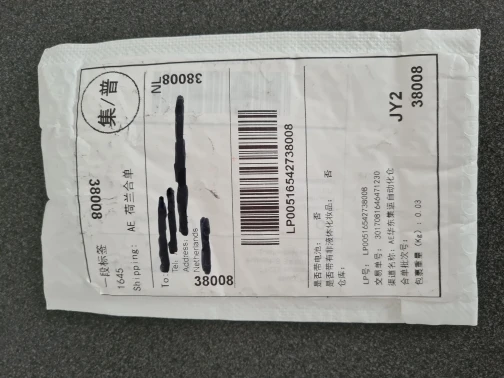 一段标签
38008
集/普
1645
Shipping: AE 荷兰合单
NL
38008
To
Tel:
Address:
Netherlands
38008
LP00516542738008
是否带电池: 否
是否带有非液体化妆品: 否
仓库:
LP号: LP00516542738008
交易单号: 3017081646471230
渠道名称: AE华东集运自动化仓
合单批次号:
包裹重量 (Kg): 0.03
JY2
38008